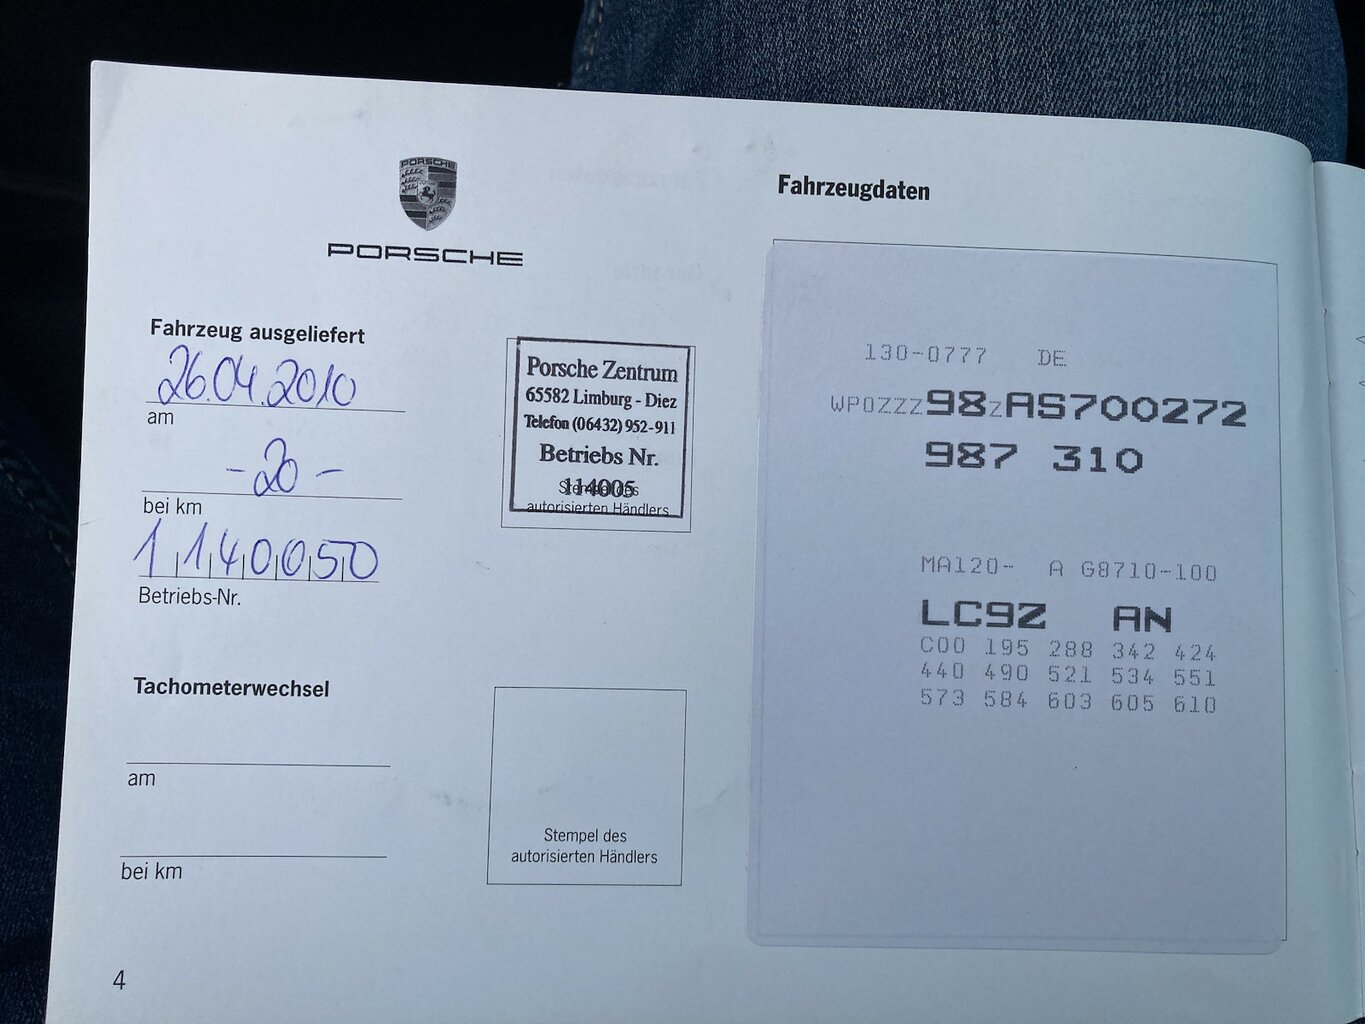 PORSCHE
PORSCHE
Fahrzeug ausgeliefert
26.04.2010
am
-20-
bei km
1140050
Betriebs-Nr.
Porsche Zentrum
65582 Limburg - Diez
Telefon (06432) 952-911
Betriebs Nr.
114005
Stempel des
autorisierten Händlers
Tachometerwechsel
am
bei km
Stempel des
autorisierten Händlers
4
Fahrzeugdaten
130-0777 DE
WP0ZZZ98ZAS700272
987 310
MA120- A G8710-100
LC9Z AN
C00 195 288 342 424
440 490 521 534 551
573 584 603 605 610